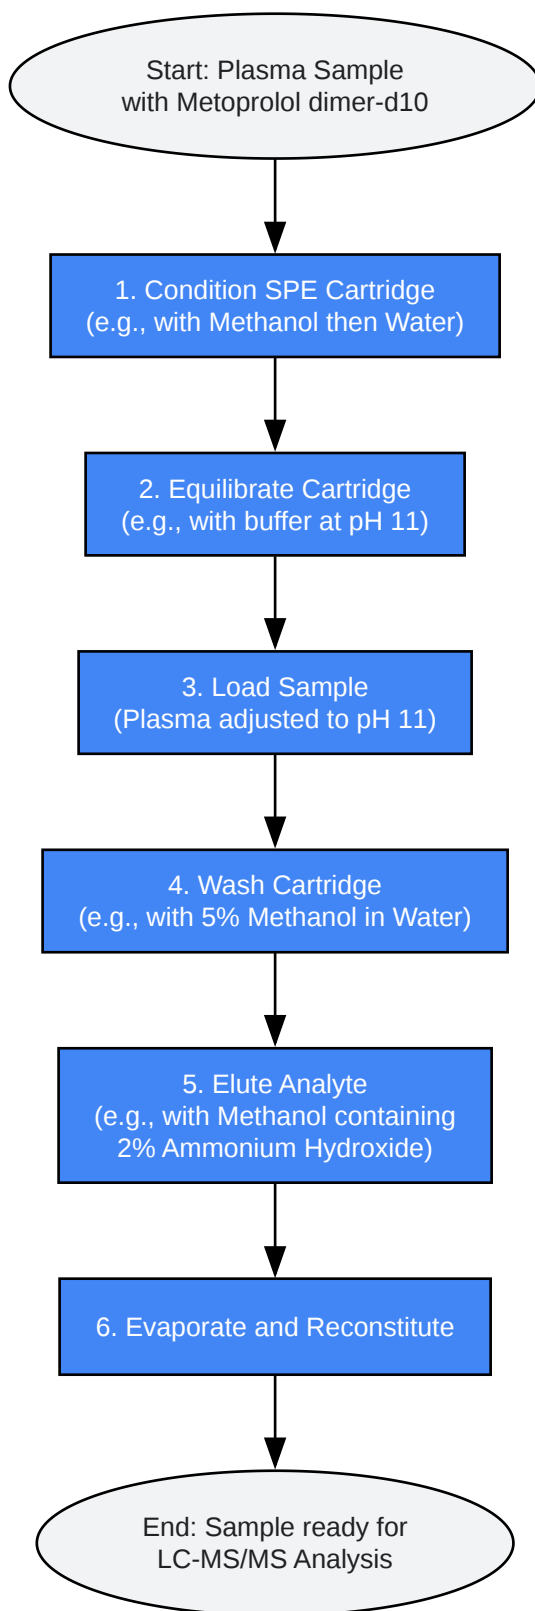 Start: Plasma Sample
with Metoprolol dimer-d10
1. Condition SPE Cartridge
(e.g., with Methanol then Water)
2. Equilibrate Cartridge
(e.g., with buffer at pH 11)
3. Load Sample
(Plasma adjusted to pH 11)
4. Wash Cartridge
(e.g., with 5% Methanol in Water)
5. Elute Analyte
(e.g., with Methanol containing
2% Ammonium Hydroxide)
6. Evaporate and Reconstitute
End: Sample ready for
LC-MS/MS Analysis